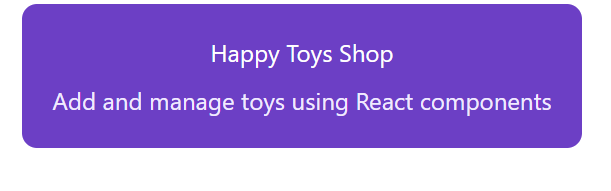 Happy Toys Shop
Add and manage toys using React components